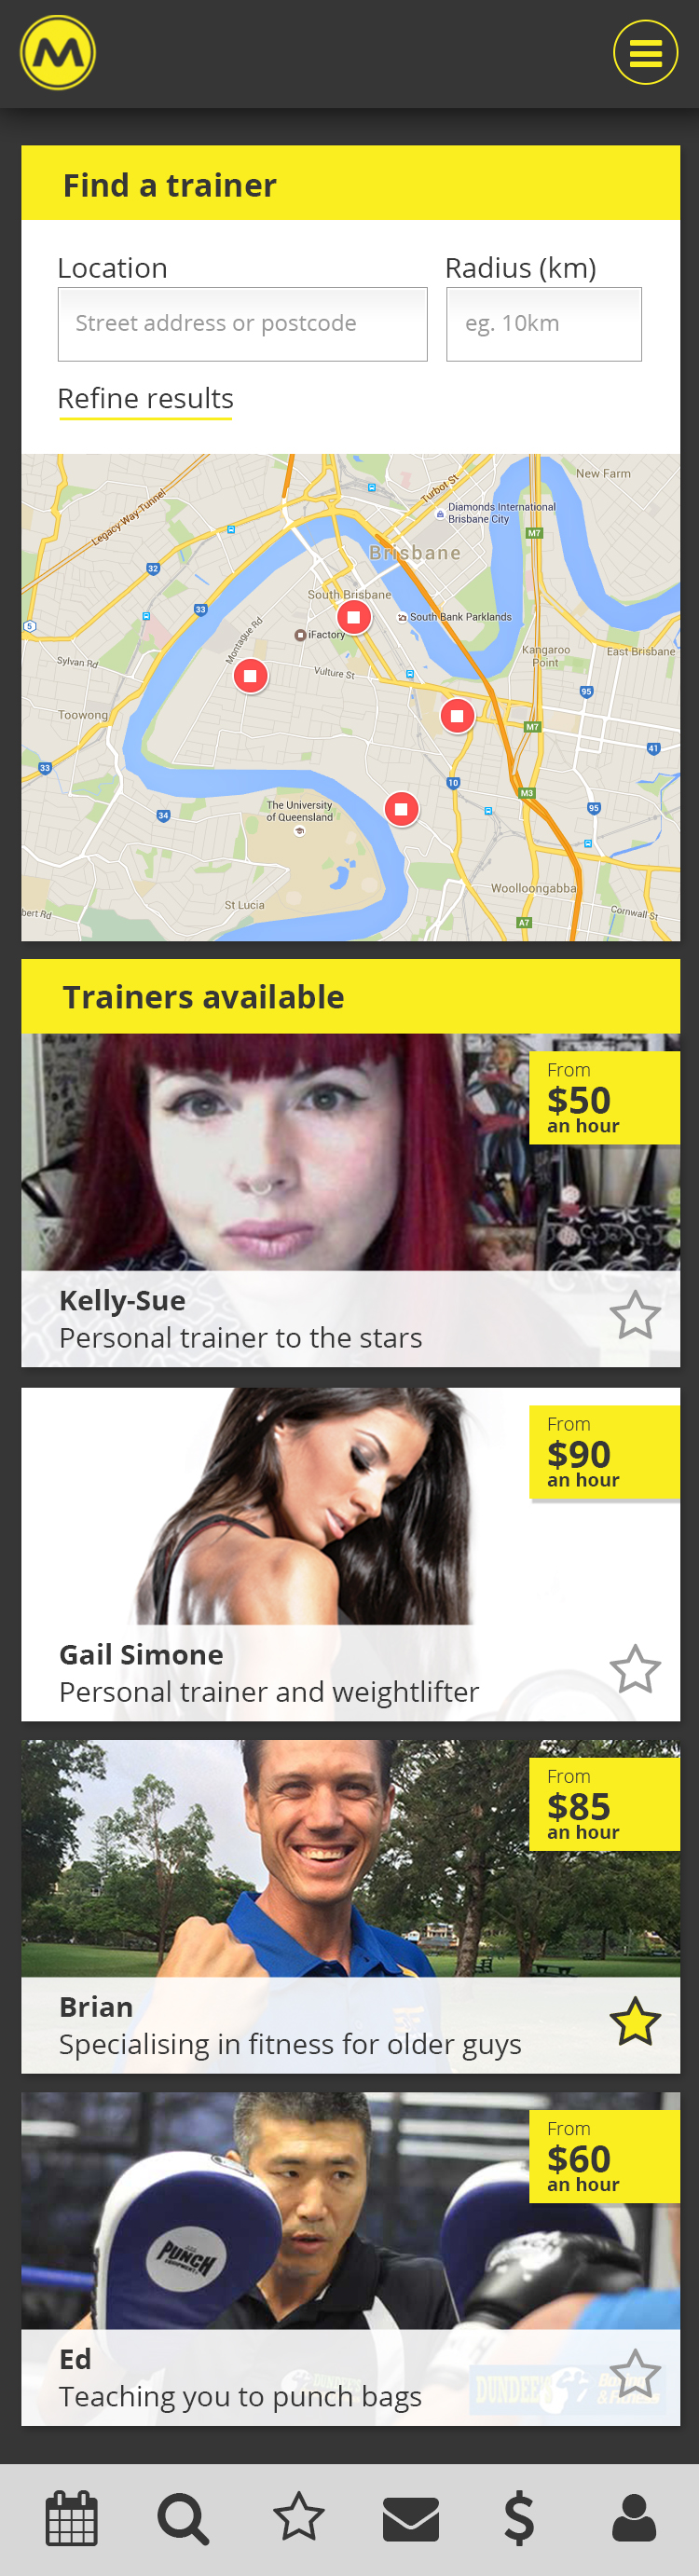 M
Find a trainer
Location
Radius (km)
Street address or postcode
eg. 10km
Refine results
New Farm
Turbot St
Legacy Way Tunnel
Diamonds International
Brisbane City
M7
Brisbane
32
33
South Brisbane
5
South Bank Parklands
Montague Rd
iFactory
Kangaroo
Point
East Brisbane
Sylvan Rd
Vulture St
95
Toowong
M7
41
33
10
M3
34
The University
of Queensland
95
St Lucia
Woolloongabba
bert Rd
Cornwall St
A7
Trainers available
From
$50
an hour
Kelly-Sue
Personal trainer to the stars
From
$90
an hour
Gail Simone
Personal trainer and weightlifter
From
$85
an hour
Brian
Specialising in fitness for older guys
From
$60
an hour
PUNCH
Ed
Teaching you to punch bags
DUNDEE'S
$